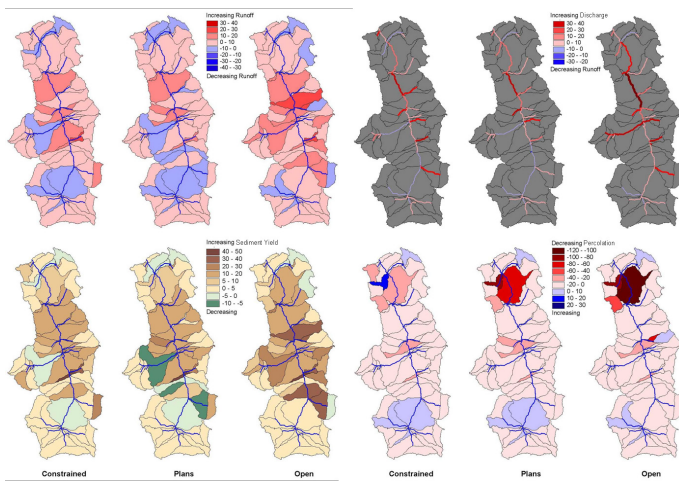 Increasing Runoff
30 - 40
20 - 30
10 - 20
0 - 10
-10 - 0
-20 - -10
-30 - -20
-40 - -30
Decreasing Runoff
Increasing Discharge
30 - 40
20 - 30
10 - 20
0 - 10
-10 - 0
-20 - -10
-30 - -20
Decreasing Runoff
Increasing Sediment Yield
40 - 50
30 - 40
20 - 30
10 - 20
5 - 10
0 - 5
-5 - 0
-10 - -5
Decreasing
Decreasing Percolation
-120 - -100
-100 - -80
-80 - -60
-60 - -40
-40 - -20
-20 - 0
0 - 10
10 - 20
20 - 30
Increasing
Constrained Plans Open Constrained Plans Open